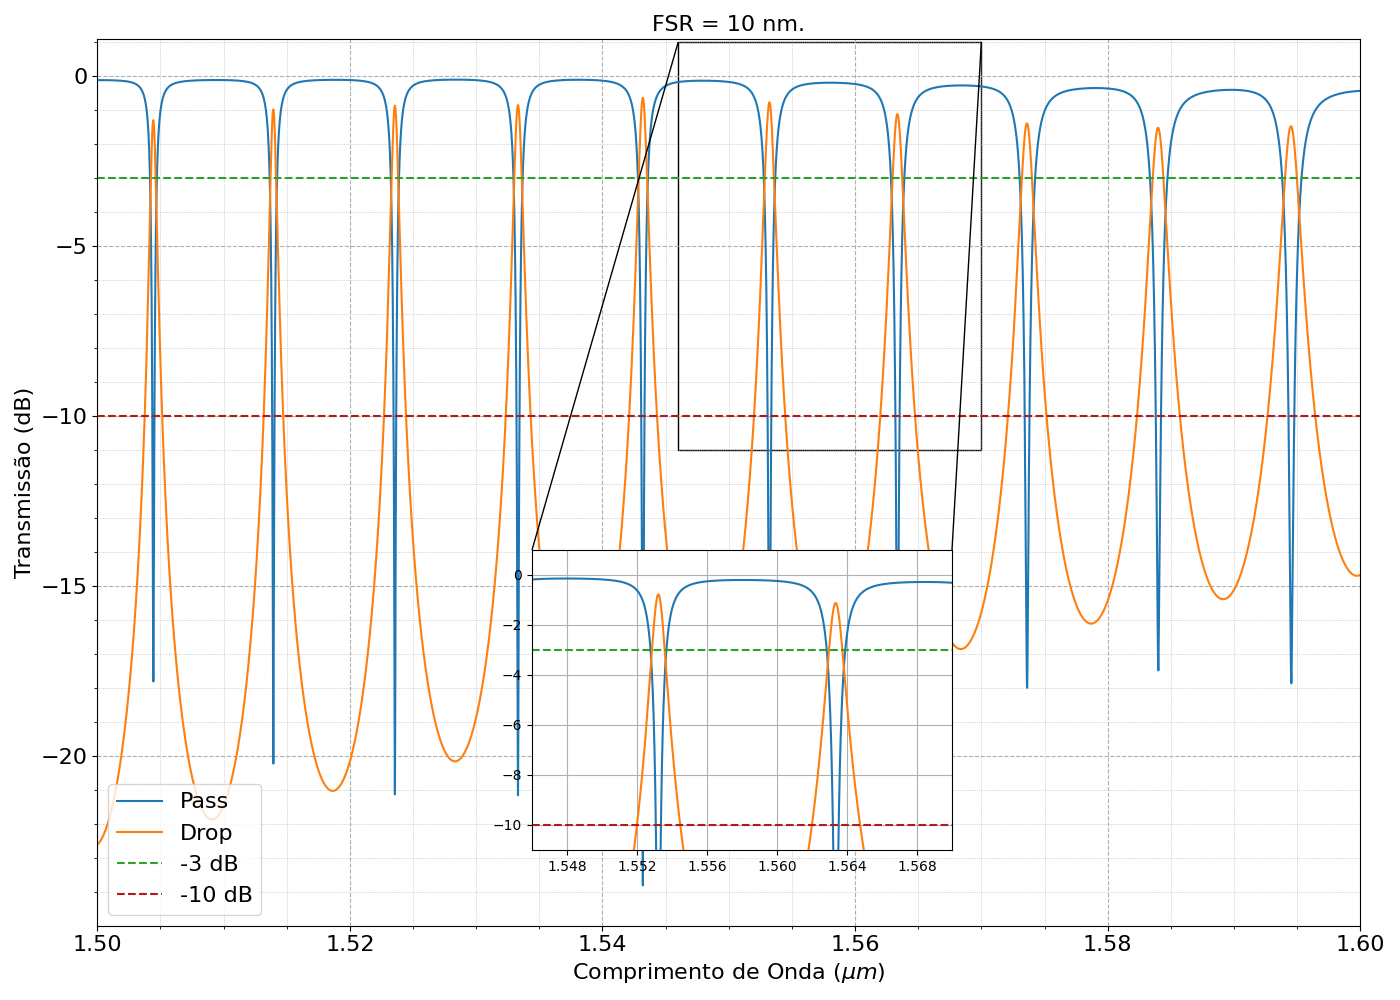 FSR = 10 nm.
Transmissão (dB)
0
−5
−10
−15
−20
0
−2
−4
−6
−8
−10
1.548 1.552 1.556 1.560 1.564 1.568
Pass
Drop
-3 dB
-10 dB
1.50 1.52 1.54 1.56 1.58 1.60
Comprimento de Onda (μm)